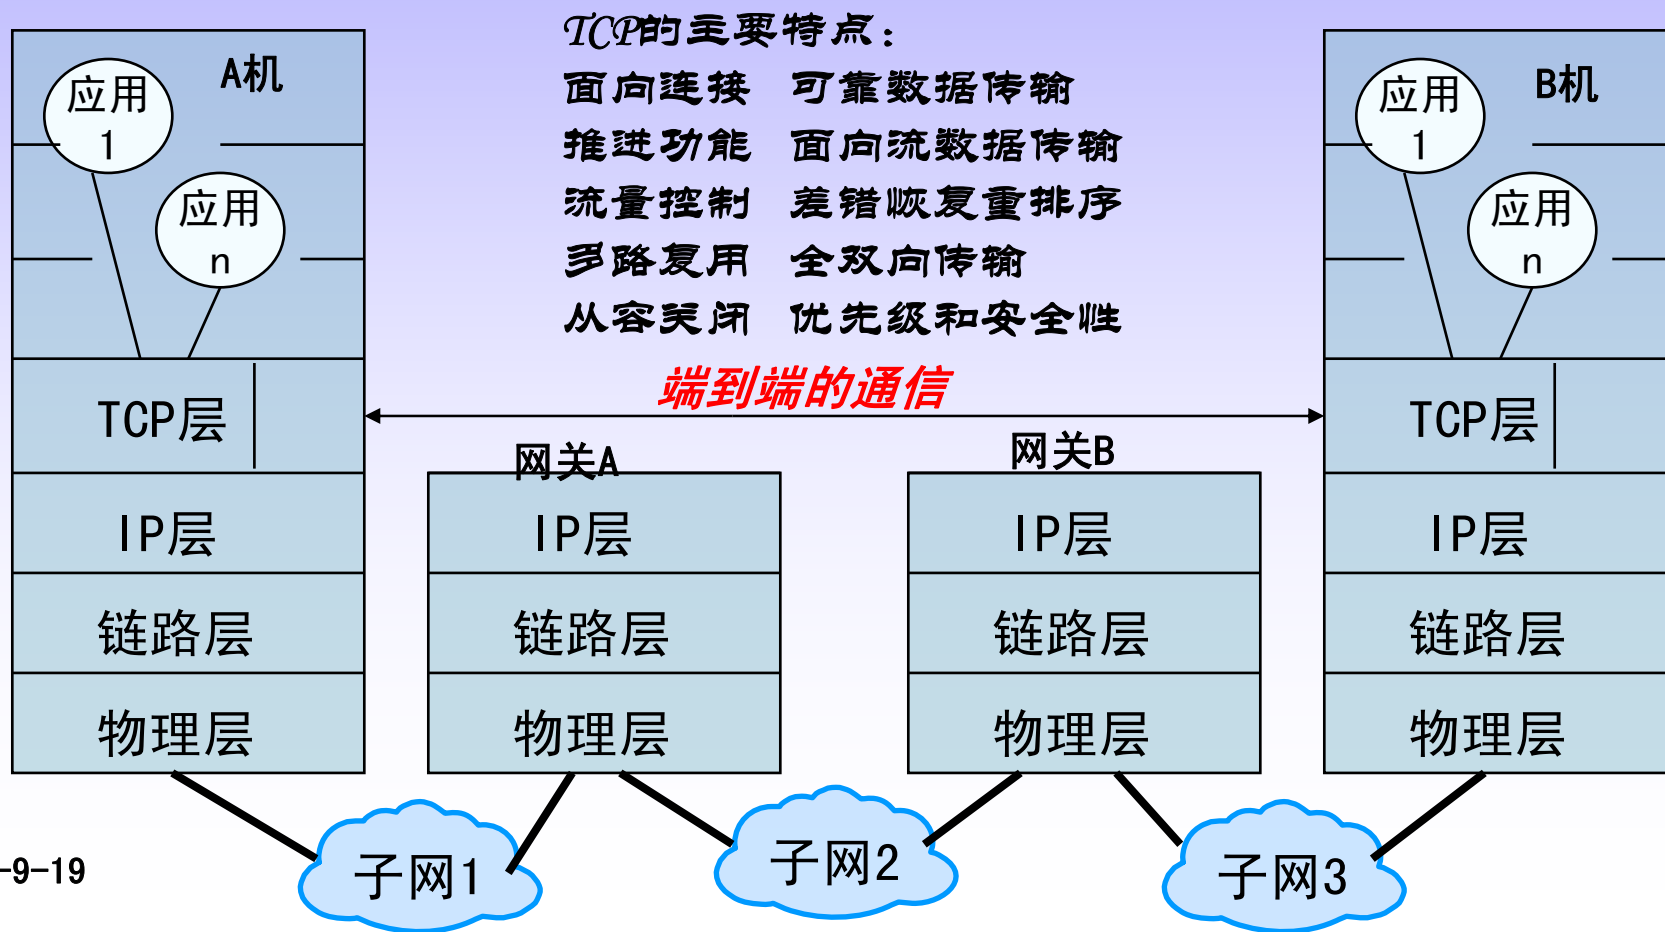 TCP的主要特点：
面向连接 可靠数据传输
推进功能 面向流数据传输
流量控制 差错恢复重排序
多路复用 全双向传输
从容关闭 优先级和安全性
A机
应用
1
应用
n
B机
应用
1
应用
n
端到端的通信
TCP层
TCP层
网关A
网关B
IP层
IP层
IP层
IP层
链路层
链路层
链路层
链路层
物理层
物理层
物理层
物理层
子网1
子网2
子网3
-9-19